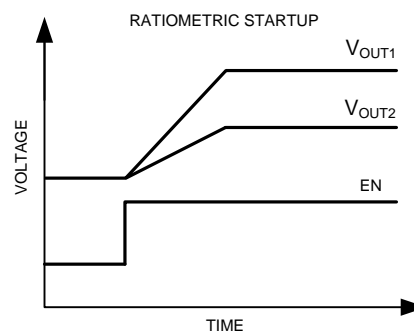 RATIOMETRIC STARTUP
VOUT1
VOUT2
EN
VOLTAGE
TIME